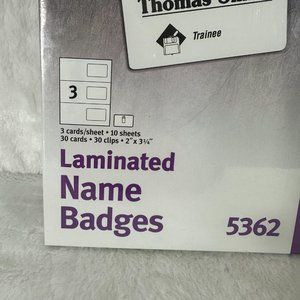 Thomas
Trainee
3
3 cards/sheet • 10 sheets
30 cards • 30 clips • 2" x 3¼"
Laminated
Name
Badges
5362